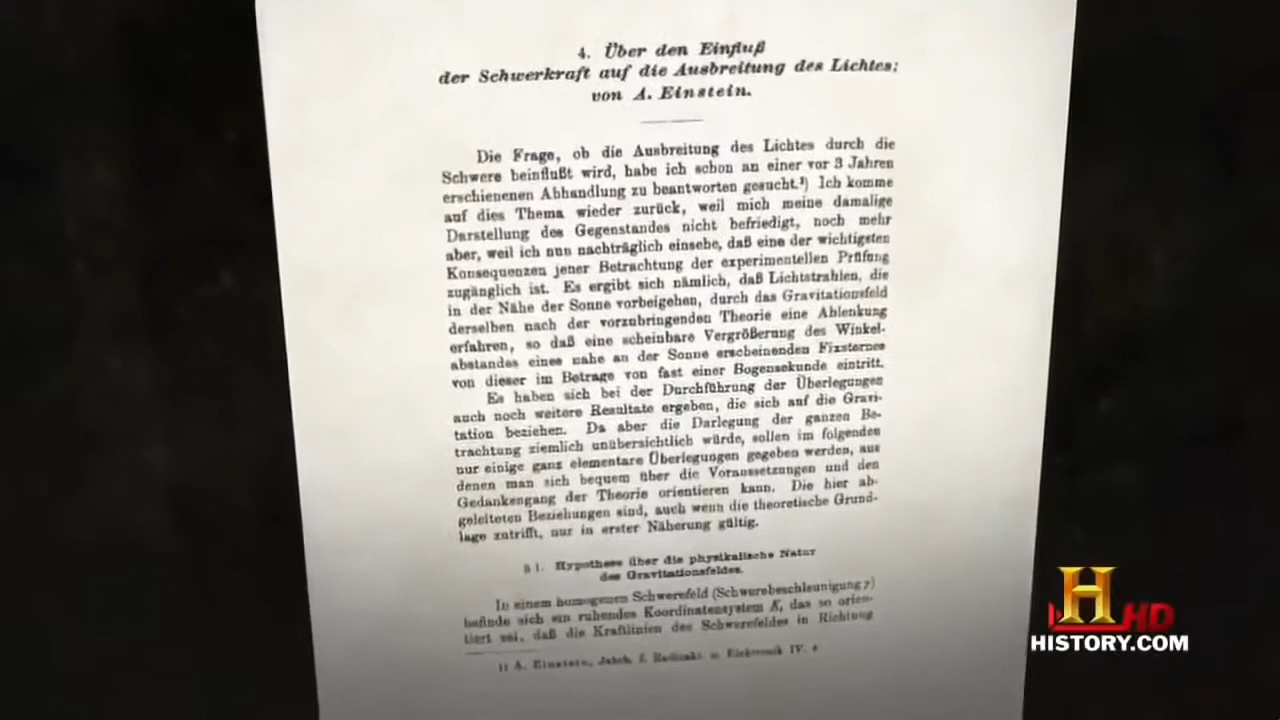 4. Über den Einfluß
der Schwerkraft auf die Ausbreitung des Lichtes;
von A. Einstein.
Die Frage, ob die Ausbreitung des Lichtes durch die
Schwere beinflußt wird, habe ich schon an einer vor 3 Jahren
erschienenen Abhandlung zu beantworten gesucht.¹) Ich komme
auf dies Thema wieder zurück, weil mich meine damalige
Darstellung des Gegenstandes nicht befriedigt, noch mehr
aber, weil ich nun nachträglich einsehe, daß eine der wichtigsten
Konsequenzen jener Betrachtung der experimentellen Prüfung
zugänglich ist. Es ergibt sich nämlich, daß Lichtstrahlen, die
in der Nähe der Sonne vorbeigehen, durch das Gravitationsfeld
derselben nach der vorzubringenden Theorie eine Ablenkung
erfahren, so daß eine scheinbare Vergrößerung des Winkel-
abstandes eines nahe an der Sonne erscheinenden Fixsternes
von dieser im Betrage von fast einer Bogensekunde eintritt.
Es haben sich bei der Durchführung der Überlegungen
auch noch weitere Resultate ergeben, die sich auf die Gravi-
tation beziehen. Da aber die Darlegung der ganzen Be-
trachtung ziemlich unübersichtlich würde, sollen im folgenden
nur einige ganz elementare Überlegungen gegeben werden, aus
denen man sich bequem über die Voraussetzungen und den
Gedankengang der Theorie orientieren kann. Die hier ab-
geleiteten Beziehungen sind, auch wenn die theoretische Grund-
lage zutrifft, nur in erster Näherung gültig.
§ 1. Hypothese über die physikalische Natur
des Gravitationsfeldes.
In einem homogenen Schwerefeld (Schwerebeschleunigung γ)
befinde sich ein ruhendes Koordinatensystem K, das so orien-
tiert sei, daß die Kraftlinien des Schwerefeldes in Richtung
1) A. Einstein, Jahrb. f. Radioakt. u. Elektronik IV. 4
H HD
HISTORY.COM